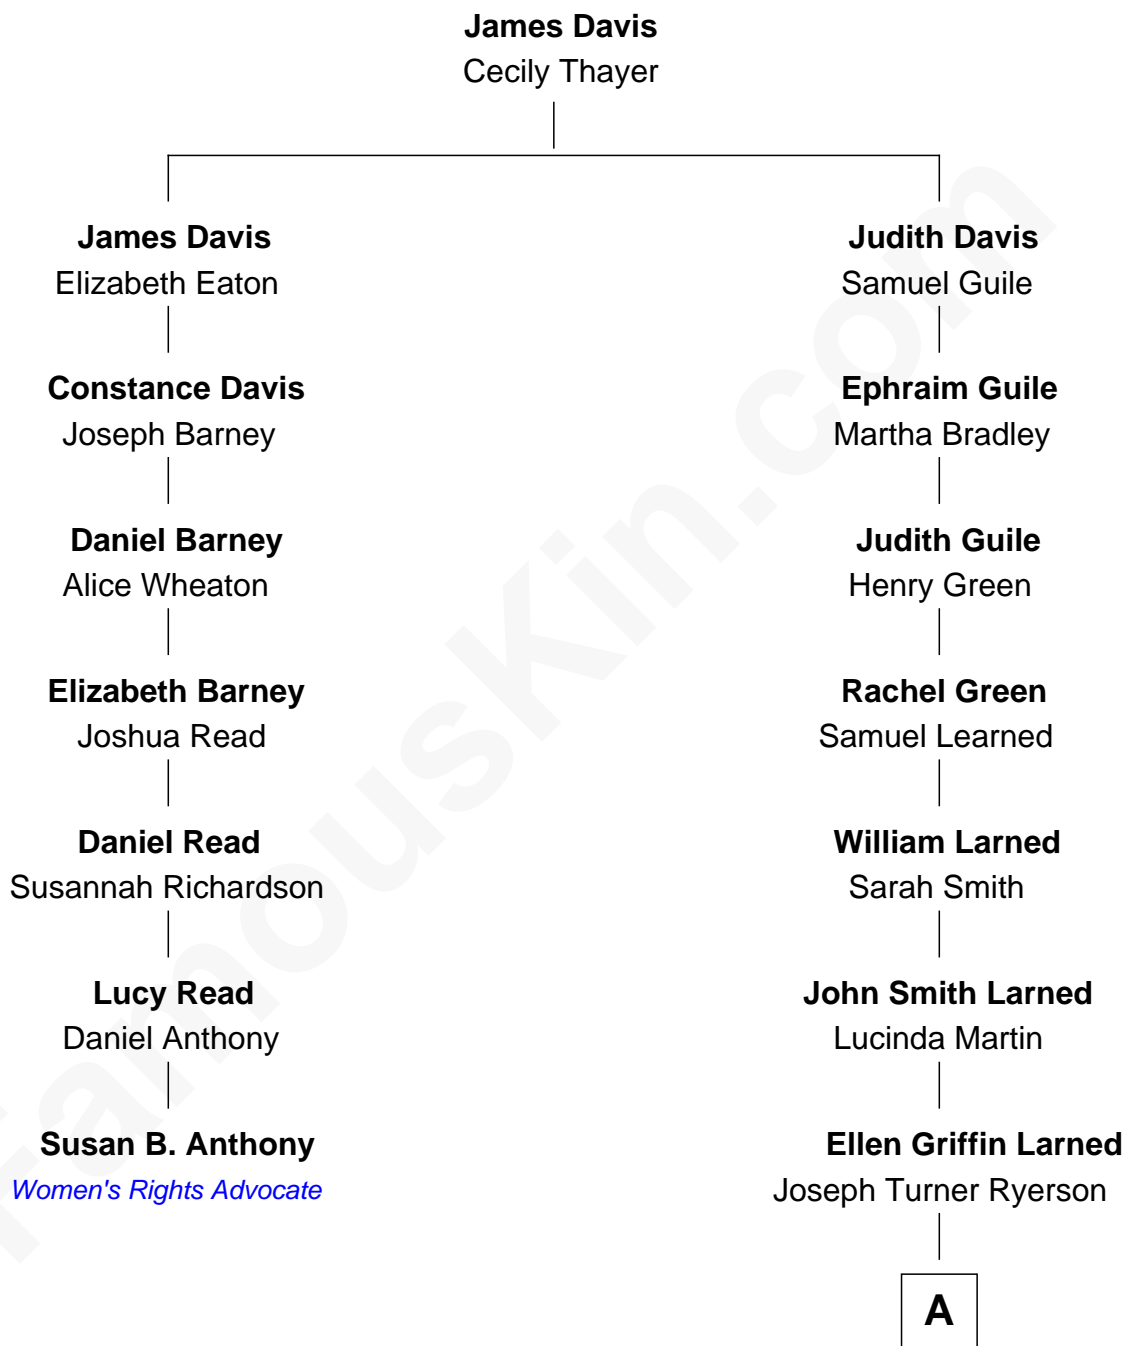 James Davis
Cecily Thayer
James Davis
Elizabeth Eaton
Judith Davis
Samuel Guile
Constance Davis
Joseph Barney
Ephraim Guile
Martha Bradley
Daniel Barney
Alice Wheaton
Judith Guile
Henry Green
Elizabeth Barney
Joshua Read
Rachel Green
Samuel Learned
Daniel Read
Susannah Richardson
William Larned
Sarah Smith
Lucy Read
Daniel Anthony
John Smith Larned
Lucinda Martin
Susan B. Anthony
Women's Rights Advocate
Ellen Griffin Larned
Joseph Turner Ryerson
A
FamousKin.com